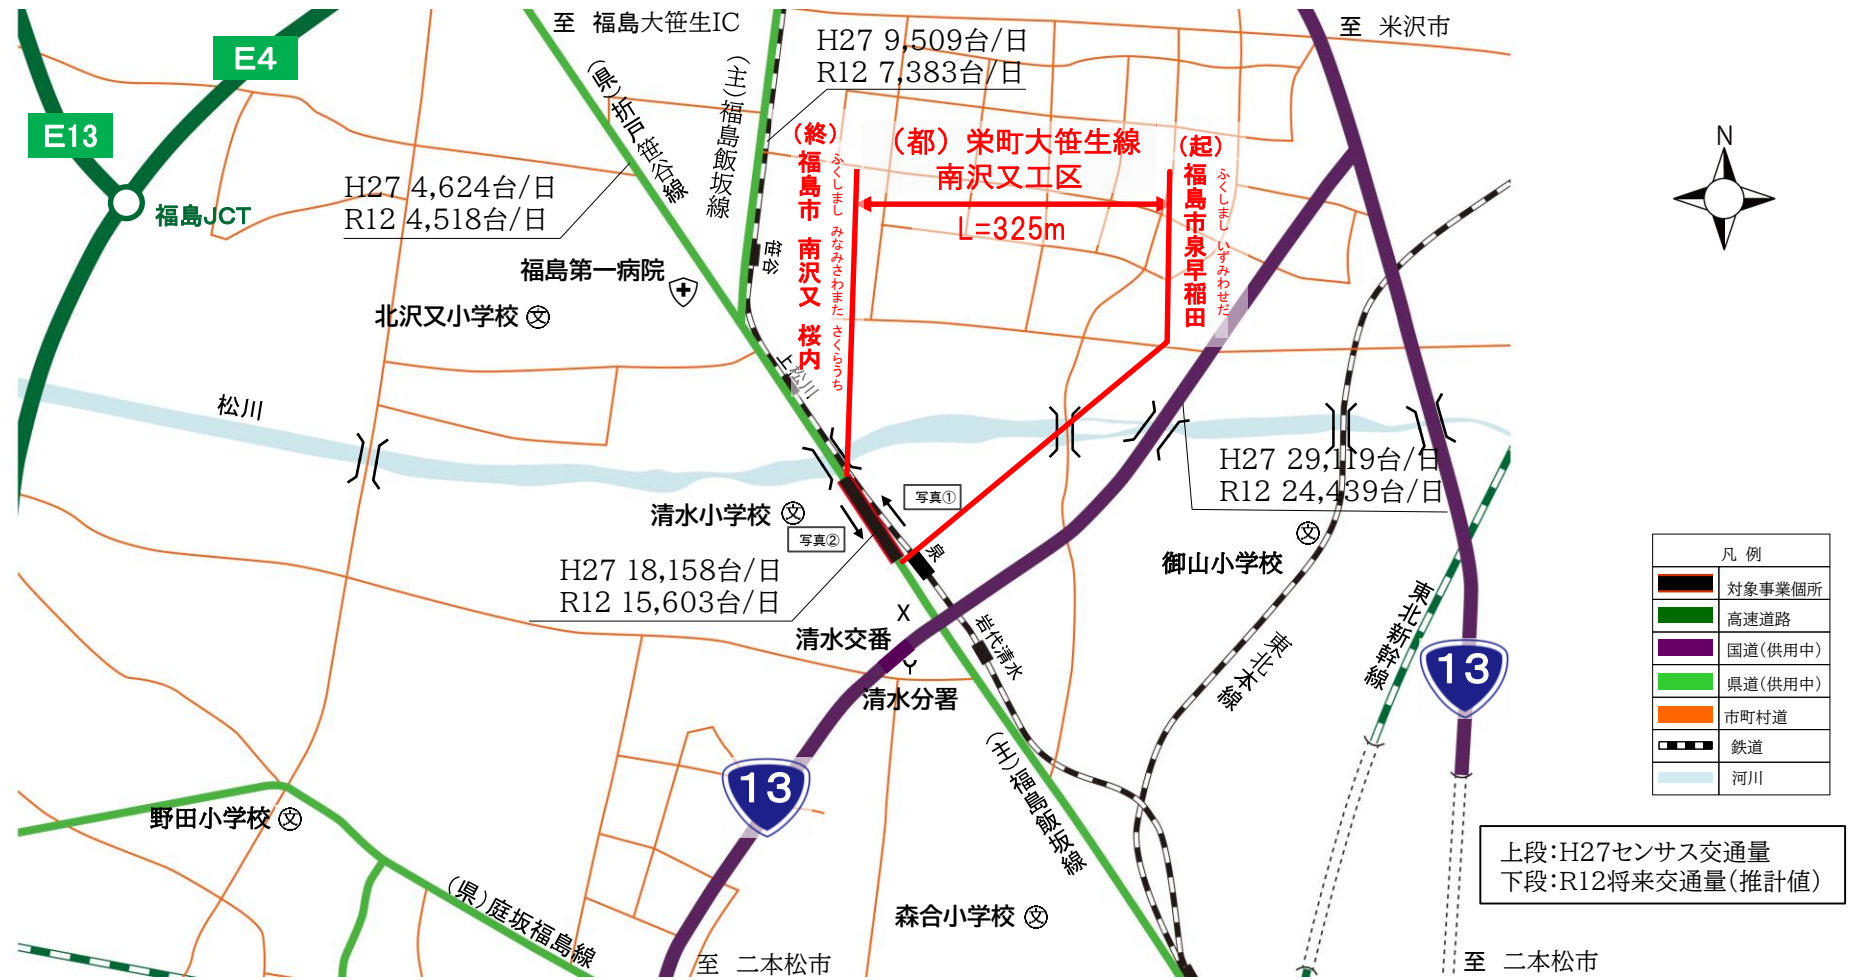 至 福島大笹生IC
至 米沢市
E4
E13
福島JCT
H27 9,509台/日
R12 7,383台/日
(県)折戸笹谷線
(主)福島飯坂線
H27 4,624台/日
R12 4,518台/日
(終)
福島市 南沢又 桜内
ふくしまし みなみさわまた さくらうち
(都)栄町大笹生線
南沢又工区
L=325m
(起)
福島市泉早稲田
ふくしまし いずみわせだ
N
笹谷
福島第一病院
北沢又小学校 文
上松川
松川
H27 29,119台/日
R12 24,439台/日
清水小学校 文
写真①
写真②
泉
H27 18,158台/日
R12 15,603台/日
御山小学校
文
X
清水交番
Y
清水分署
岩代清水
東北本線
東北新幹線
13
13
(主)福島飯坂線
野田小学校 文
(県)庭坂福島線
森合小学校 文
至 二本松市
至 二本松市
凡 例
対象事業個所
高速道路
国道(供用中)
県道(供用中)
市町村道
鉄道
河川
上段:H27センサス交通量
下段:R12将来交通量(推計値)